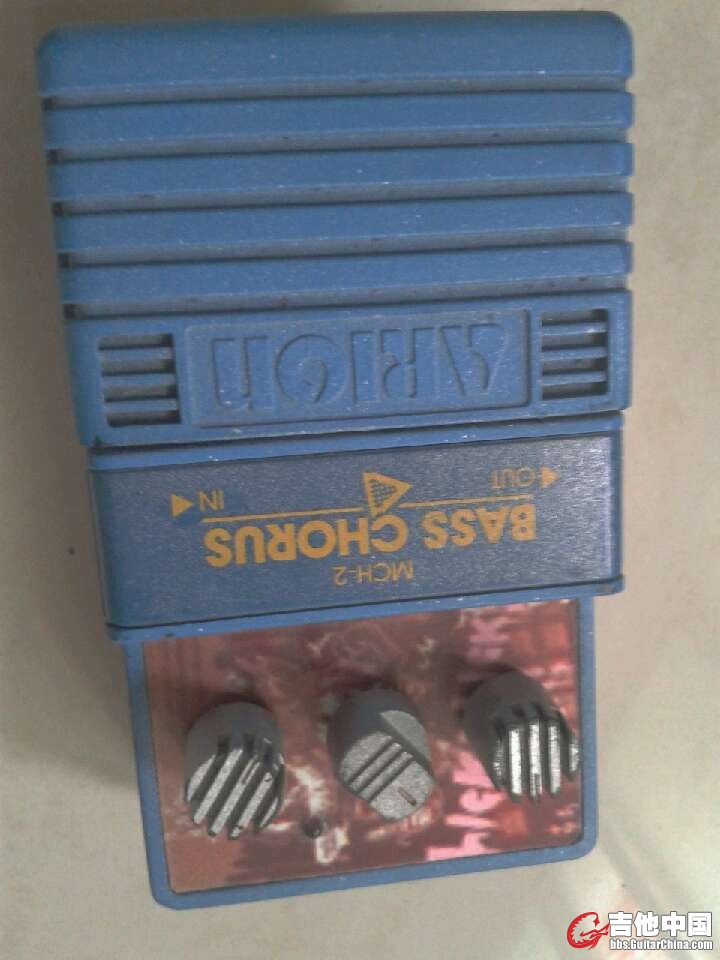 MCH-2
BASS CHORUS
OUT
IN
ARION
吉他中国
bbs.GuitarChina.com